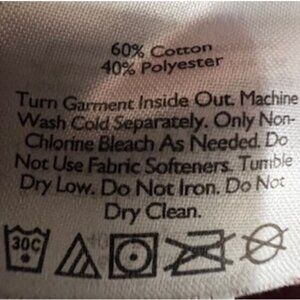 60% Cotton
40% Polyester
Turn Garment Inside Out. Machine
Wash Cold Separately. Only Non-
Chlorine Bleach As Needed. Do
Not Use Fabric Softeners. Tumble
Dry Low. Do Not Iron. Do Not
Dry Clean.
30C